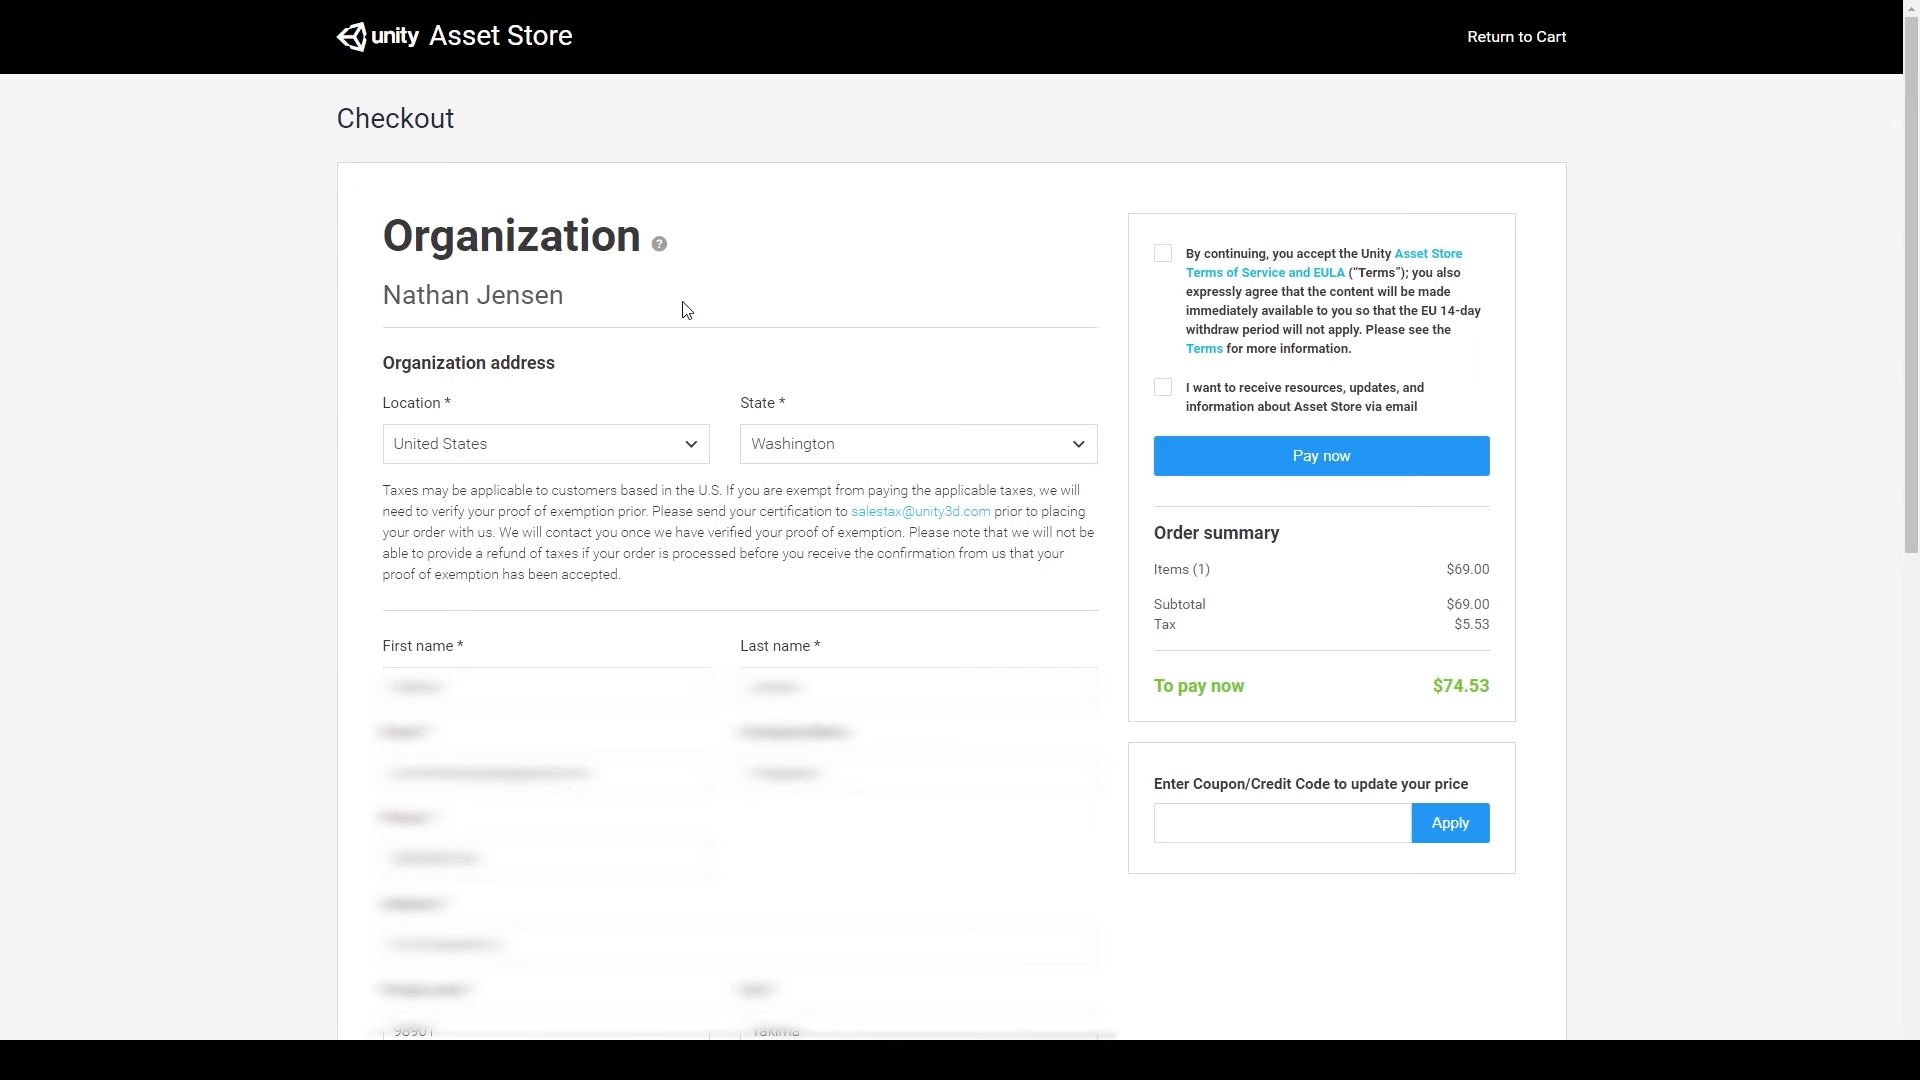 unity Asset Store
Return to Cart
Checkout
Organization ?
Nathan Jensen
Organization address
Location *
State *
United States
Washington
Taxes may be applicable to customers based in the U.S. If you are exempt from paying the applicable taxes, we will
need to verify your proof of exemption prior. Please send your certification to salestax@unity3d.com prior to placing
your order with us. We will contact you once we have verified your proof of exemption. Please note that we will not be
able to provide a refund of taxes if your order is processed before you receive the confirmation from us that your
proof of exemption has been accepted.
First name *
Last name *
By continuing, you accept the Unity Asset Store
Terms of Service and EULA (“Terms”); you also
expressly agree that the content will be made
immediately available to you so that the EU 14-day
withdraw period will not apply. Please see the
Terms for more information.
I want to receive resources, updates, and
information about Asset Store via email
Pay now
Order summary
Items (1) $69.00
Subtotal $69.00
Tax $5.53
To pay now $74.53
Enter Coupon/Credit Code to update your price
Apply